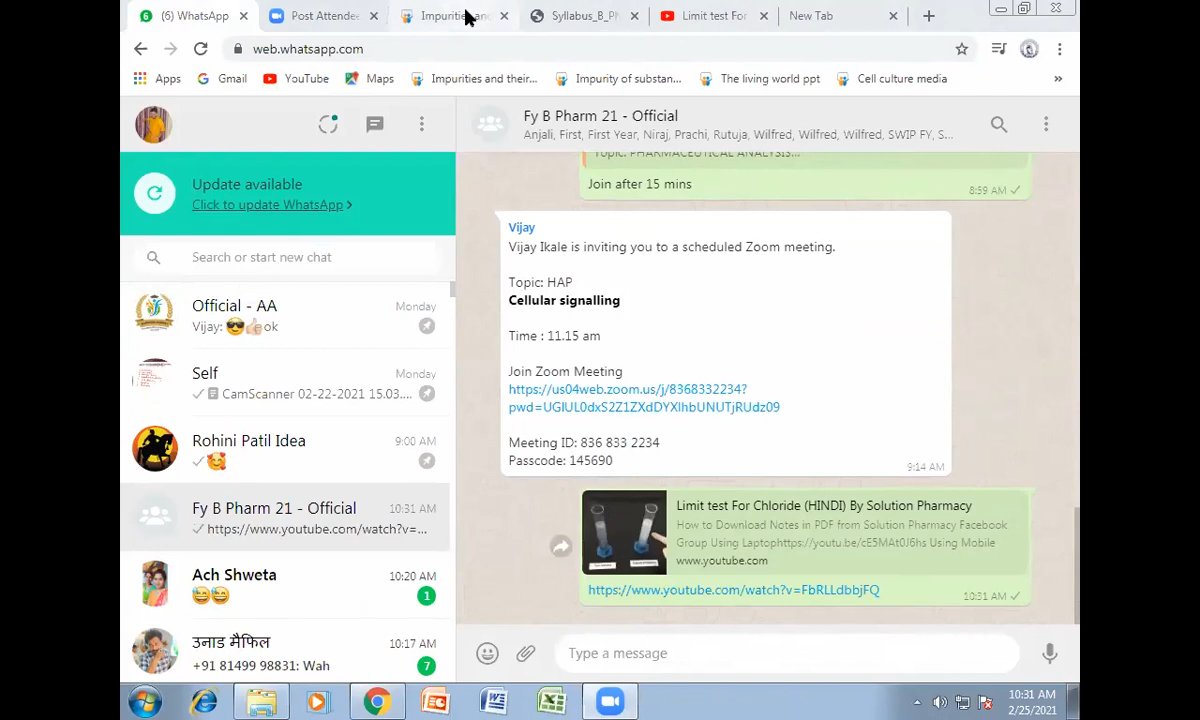 (6) WhatsApp
Post Attende
Impurities and
Syllabus_B_Pl
Limit test For
New Tab
web.whatsapp.com
Apps
Gmail
YouTube
Maps
Impurities and their...
Impurity of substan...
The living world ppt
Cell culture media
Fy B Pharm 21 - Official
Anjali, First, First Year, Niraj, Prachi, Rutuja, Wilfred, Wilfred, Wilfred, SWIP FY, S...
Update available
Click to update WhatsApp
Search or start new chat
Official - AA
Monday
Vijay: 😎👍🏻ok
Self
Monday
CamScanner 02-22-2021 15.03....
Rohini Patil Idea
9:00 AM
🥰
Fy B Pharm 21 - Official
10:31 AM
https://www.youtube.com/watch?v=...
Ach Shweta
10:20 AM
😅😅
1
उनाड मैफिल
10:17 AM
+91 81499 98831: Wah
7
Topic: PHARMACEUTICAL ANALYSIS...
Join after 15 mins
8:59 AM
Vijay
Vijay Ikale is inviting you to a scheduled Zoom meeting.
Topic: HAP
Cellular signalling
Time : 11.15 am
Join Zoom Meeting
https://us04web.zoom.us/j/8368332234?
pwd=UGIUL0dxS2Z1ZXdDYXlhbUNUTjRUdz09
Meeting ID: 836 833 2234
Passcode: 145690
9:14 AM
Limit test For Chloride (HINDI) By Solution Pharmacy
How to Download Notes in PDF from Solution Pharmacy Facebook
Group Using Laptophttps://youtu.be/cE5MAt0J6hs Using Mobile
www.youtube.com
https://www.youtube.com/watch?v=FbRLLdbbjFQ
10:31 AM
Type a message
10:31 AM
2/25/2021